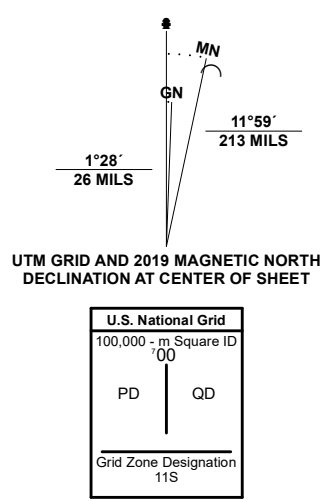 MN
GN
11°59´
213 MILS
1°28´
26 MILS
UTM GRID AND 2019 MAGNETIC NORTH
DECLINATION AT CENTER OF SHEET
U.S. National Grid
100,000 - m Square ID
⁷00
PD QD
Grid Zone Designation
11S